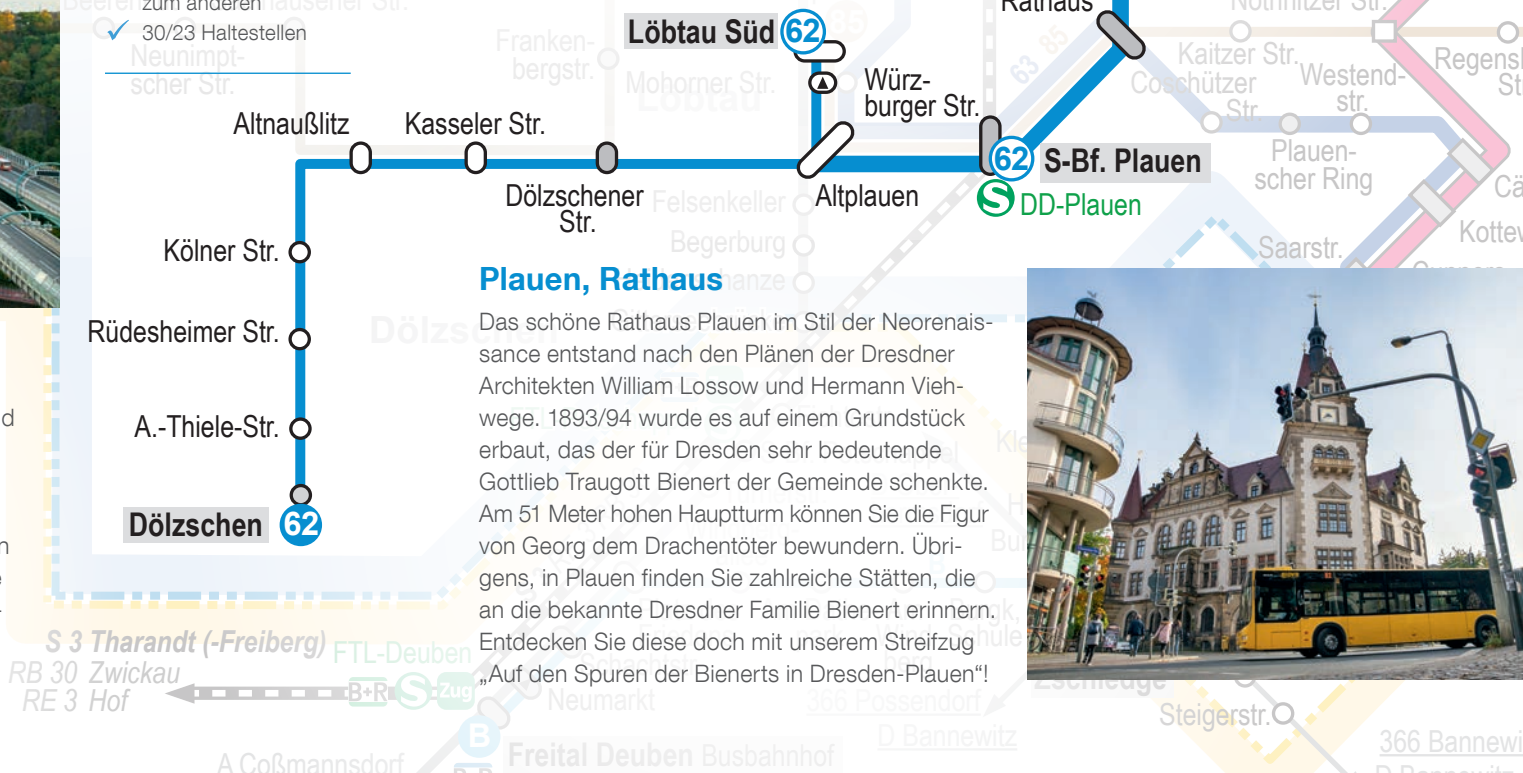 zum anderen
✓ 30/23 Haltestellen
Neunimpt-
scher Str.
Franken-
bergstr.
Mohorner Str.
Löbtau
Löbtau Süd 62
85
63 85
Rathaus
Nöthnitzer Str.
Kaitzer Str.
Coschützer
Str.
Westend-
str.
Plauen-
scher Ring
Würz-
burger Str.
Altnaußlitz
Kasseler Str.
Dölzschener
Str.
Altplauen
62 S-Bf. Plauen
S DD-Plauen
Felsenkeller
Begerburg
Saarstr.
Kölner Str.
Rüdesheimer Str.
A.-Thiele-Str.
Dölzschen 62
Plauen, Rathaus
Das schöne Rathaus Plauen im Stil der Neorenais-
sance entstand nach den Plänen der Dresdner
Architekten William Lossow und Hermann Vieh-
wege. 1893/94 wurde es auf einem Grundstück
erbaut, das der für Dresden sehr bedeutende
Gottlieb Traugott Bienert der Gemeinde schenkte.
Am 51 Meter hohen Hauptturm können Sie die Figur
von Georg dem Drachentöter bewundern. Übri-
gens, in Plauen finden Sie zahlreiche Stätten, die
an die bekannte Dresdner Familie Bienert erinnern.
Entdecken Sie diese doch mit unserem Streifzug
„Auf den Spuren der Bienerts in Dresden-Plauen“!
S 3 Tharandt (-Freiberg)
RB 30 Zwickau
RE 3 Hof
FTL-Deuben
B+R S Zug
Neumarkt
366 Possendorf
D Bannewitz
Steigerstr.
A Coßmannsdorf
B
Freital Deuben Busbahnhof